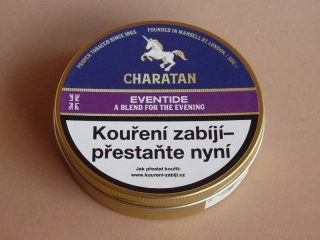 PROPER TOBACCO SINCE 1863.
FOUNDED IN MANSELL ST. LONDON / 50G
CHARATAN
EVENTIDE
A BLEND FOR THE EVENING
Kouření zabíjí–
přestaňte nyní
Jak přestat kouřit:
www.koureni-zabiji.cz